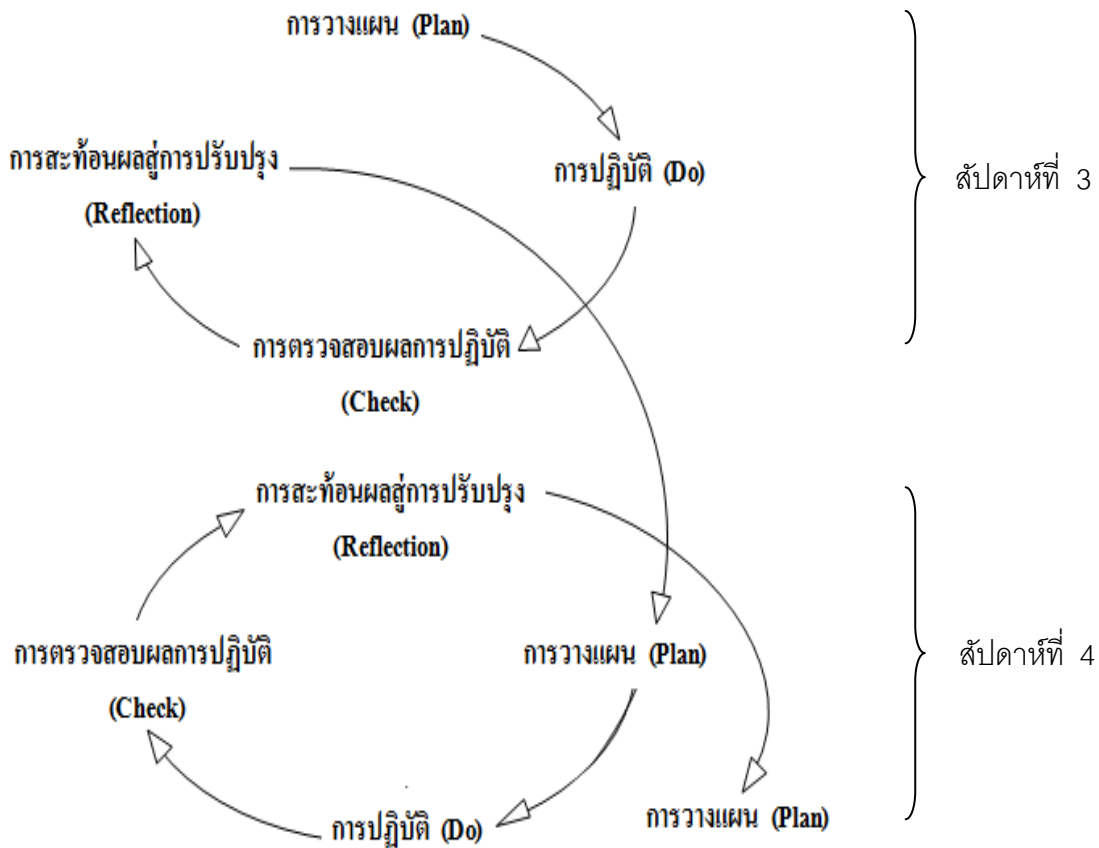 การวางแผน (Plan)
การสะท้อนผลสู่การปรับปรุง
(Reflection)
การปฏิบัติ (Do)
สัปดาห์ที่ 3
การตรวจสอบผลการปฏิบัติ
(Check)
การสะท้อนผลสู่การปรับปรุง
(Reflection)
การตรวจสอบผลการปฏิบัติ
(Check)
การวางแผน (Plan)
สัปดาห์ที่ 4
การปฏิบัติ (Do)
การวางแผน (Plan)